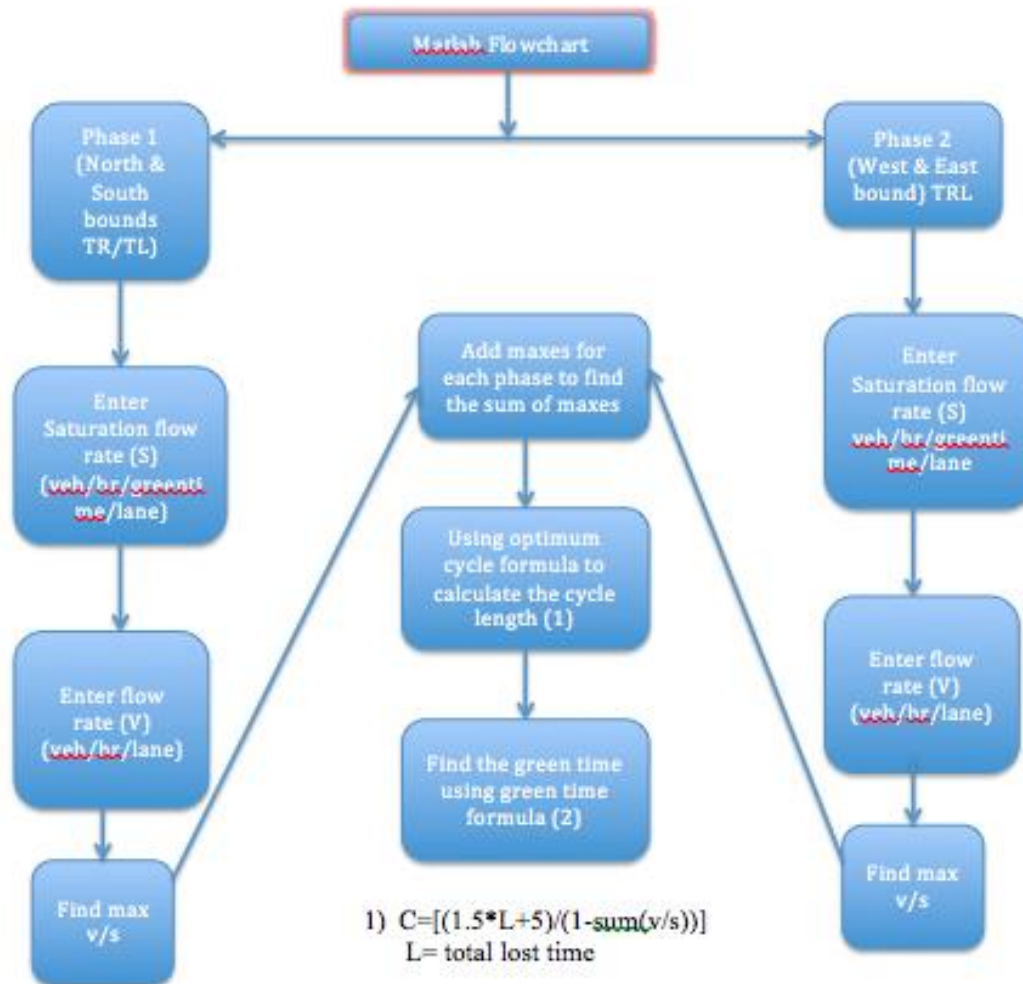 Matlab Flowchart
Phase 1
(North &
South
bounds
TR/TL)
Enter
Saturation flow
rate (S)
(veh/hr/greenti
me/lane)
Enter flow
rate (V)
(veh/hr/lane)
Find max
v/s
Add maxes for
each phase to find
the sum of maxes
Using optimum
cycle formula to
calculate the cycle
length (1)
Find the green time
using green time
formula (2)
1) C=[(1.5*L+5)/(1-sum(v/s))]
L= total lost time
Phase 2
(West & East
bound) TRL
Enter
Saturation flow
rate (S)
veh/hr/greenti
me/lane
Enter flow
rate (V)
(veh/hr/lane)
Find max
v/s